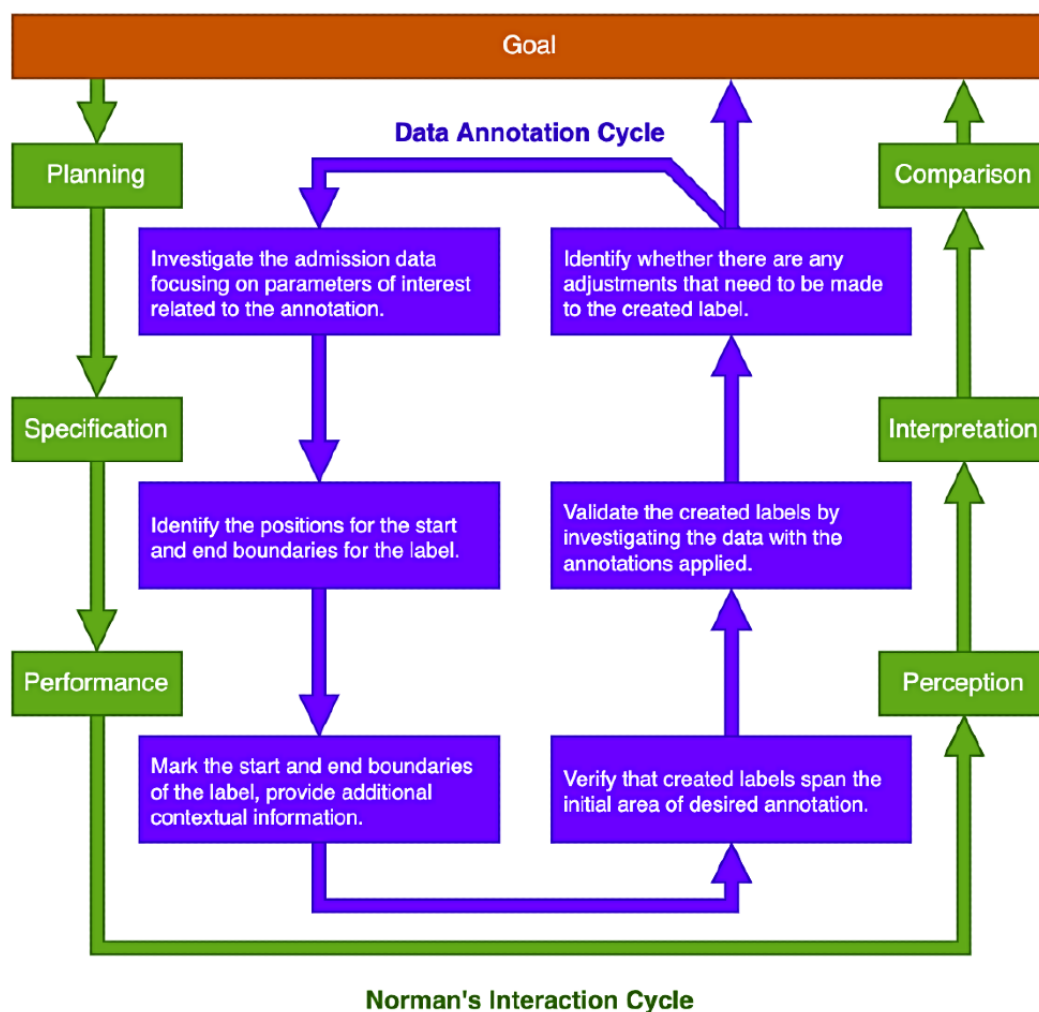 Goal
Data Annotation Cycle
Planning
Comparison
Investigate the admission data
focusing on parameters of interest
related to the annotation.
Identify whether there are any
adjustments that need to be made
to the created label.
Specification
Interpretation
Identify the positions for the start
and end boundaries for the label.
Validate the created labels by
investigating the data with the
annotations applied.
Performance
Perception
Mark the start and end boundaries
of the label, provide additional
contextual information.
Verify that created labels span the
initial area of desired annotation.
Norman's Interaction Cycle